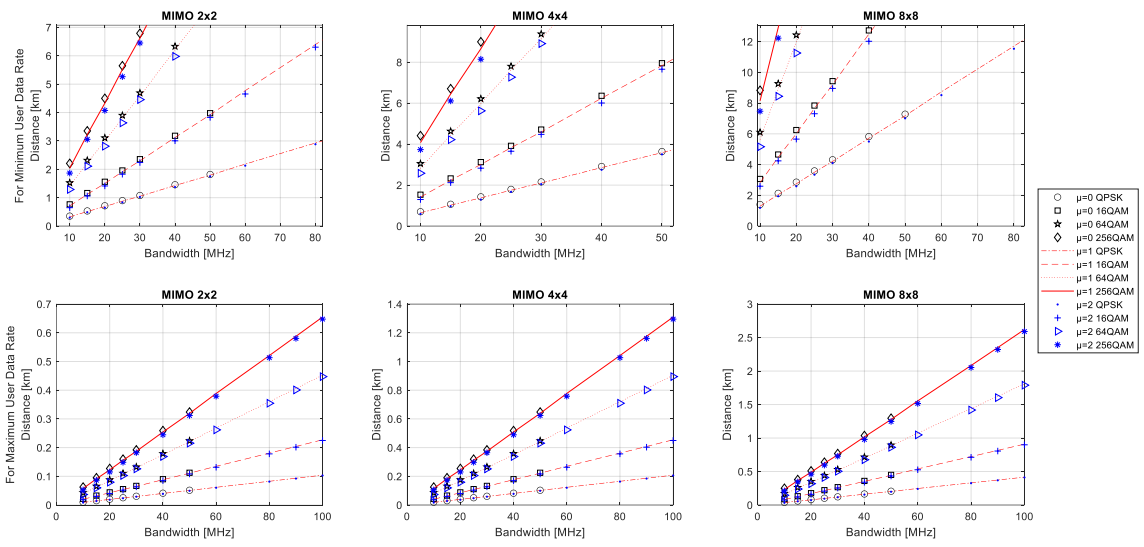 MIMO 2x2
MIMO 4x4
MIMO 8x8
For Minimum User Data Rate
Distance [km]
7
6
5
4
3
2
1
0
10 20 30 40 50 60 70 80
Bandwidth [MHz]
Distance [km]
8
6
4
2
0
10 20 30 40 50
Bandwidth [MHz]
Distance [km]
12
10
8
6
4
2
0
10 20 30 40 50 60 70 80
Bandwidth [MHz]
μ=0 QPSK
μ=0 16QAM
μ=0 64QAM
μ=0 256QAM
μ=1 QPSK
μ=1 16QAM
μ=1 64QAM
μ=1 256QAM
μ=2 QPSK
μ=2 16QAM
μ=2 64QAM
μ=2 256QAM
MIMO 2x2
MIMO 4x4
MIMO 8x8
For Maximum User Data Rate
Distance [km]
0.7
0.6
0.5
0.4
0.3
0.2
0.1
0
0 20 40 60 80 100
Bandwidth [MHz]
Distance [km]
1.4
1.2
1
0.8
0.6
0.4
0.2
0
0 20 40 60 80 100
Bandwidth [MHz]
Distance [km]
3
2.5
2
1.5
1
0.5
0
0 20 40 60 80 100
Bandwidth [MHz]